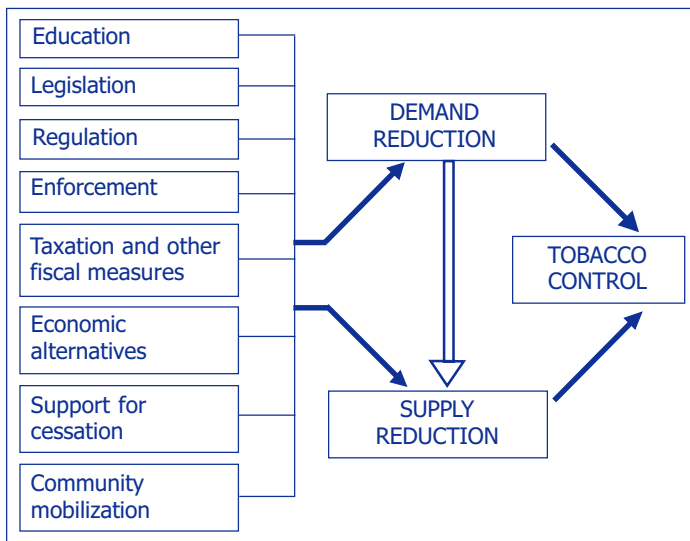 Education
Legislation
Regulation
Enforcement
Taxation and other
fiscal measures
Economic
alternatives
Support for
cessation
Community
mobilization
DEMAND
REDUCTION
SUPPLY
REDUCTION
TOBACCO
CONTROL